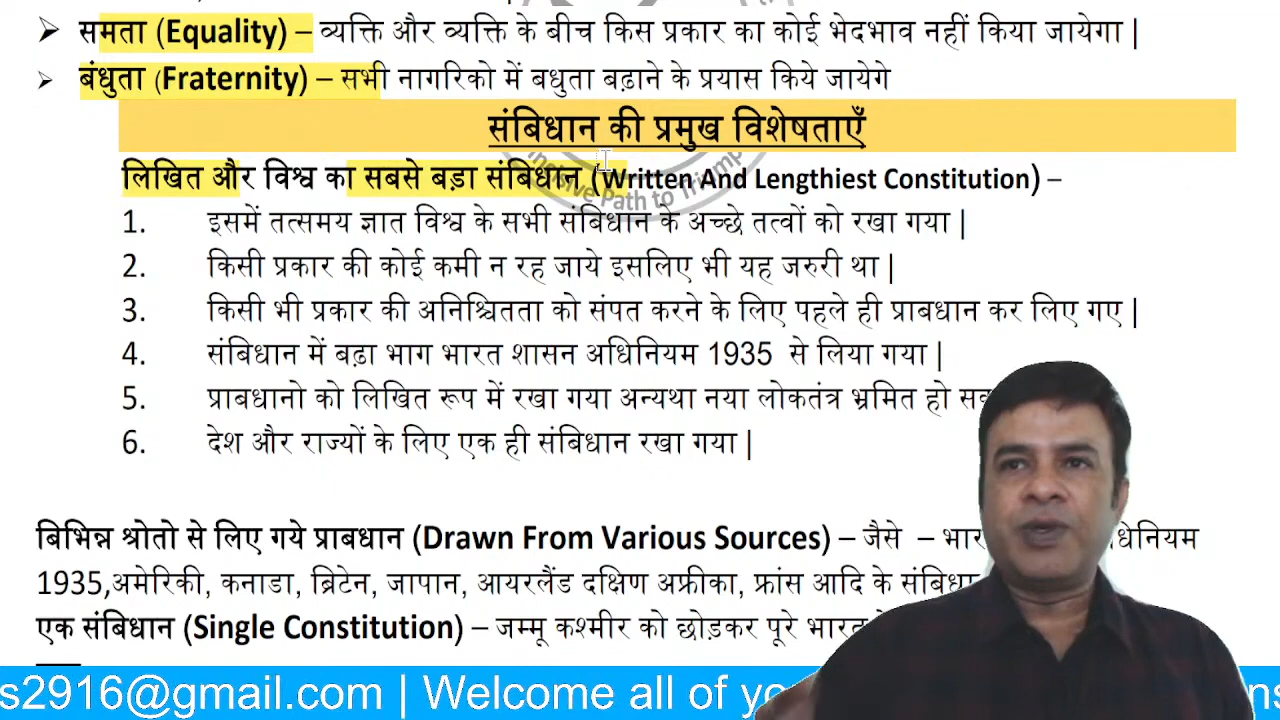 ➢ समता (Equality) – व्यक्ति और व्यक्ति के बीच किस प्रकार का कोई भेदभाव नहीं किया जायेगा |
➢ बंधुता (Fraternity) – सभी नागरिको में बधुता बढ़ाने के प्रयास किये जायेगे
संबिधान की प्रमुख विशेषताएँ
लिखित और विश्व का सबसे बड़ा संबिधान (Written And Lengthiest Constitution) –
1. इसमें तत्समय ज्ञात विश्व के सभी संबिधान के अच्छे तत्वों को रखा गया |
2. किसी प्रकार की कोई कमी न रह जाये इसलिए भी यह जरुरी था |
3. किसी भी प्रकार की अनिश्चितता को संपत करने के लिए पहले ही प्राबधान कर लिए गए |
4. संबिधान में बढ़ा भाग भारत शासन अधिनियम 1935 से लिया गया |
5. प्राबधानो को लिखित रूप में रखा गया अन्यथा नया लोकतंत्र भ्रमित हो
6. देश और राज्यों के लिए एक ही संबिधान रखा गया |
बिभिन्न श्रोतो से लिए गये प्राबधान (Drawn From Various Sources) – जैसे –
1935,अमेरिकी, कनाडा, ब्रिटेन, जापान, आयरलैंड दक्षिण अफ्रीका, फ्रांस आदि के
एक संबिधान (Single Constitution) – जम्मू कश्मीर को छोड़कर पूरे भारत
s2916@gmail.com | Welcome all of